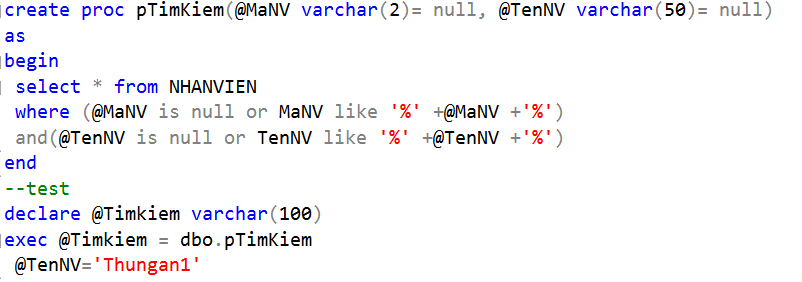 create proc pTimKiem(@MaNV varchar(2)= null, @TenNV varchar(50)= null)
as
begin
select * from NHANVIEN
where (@MaNV is null or MaNV like '%' +@MaNV +'%')
and(@TenNV is null or TenNV like '%' +@TenNV +'%')
end
--test
declare @Timkiem varchar(100)
exec @Timkiem = dbo.pTimKiem
@TenNV='Thungan1'